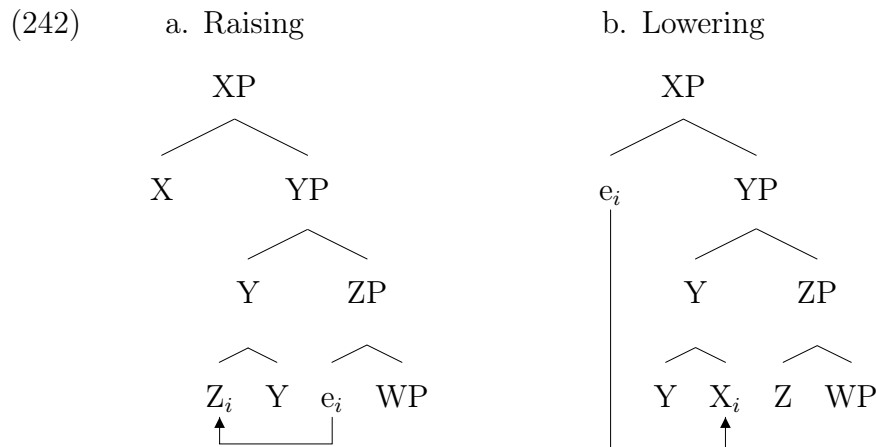 (242) a. Raising b. Lowering
XP XP
X YP e_i YP
Y ZP Y ZP
Z_i Y e_i WP Y X_i Z WP